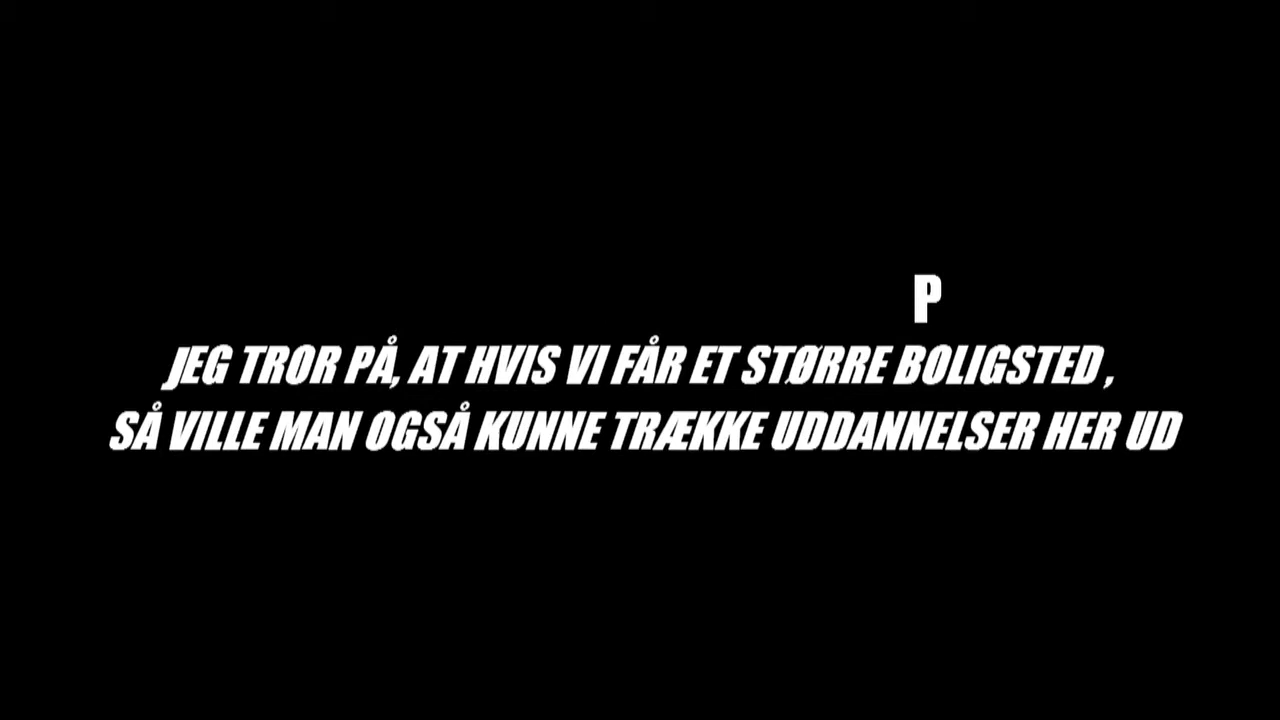 P
JEG TROR PÅ, AT HVIS VI FÅR ET STØRRE BOLIGSTED ,
SÅ VILLE MAN OGSÅ KUNNE TRÆKKE UDDANNELSER HER UD